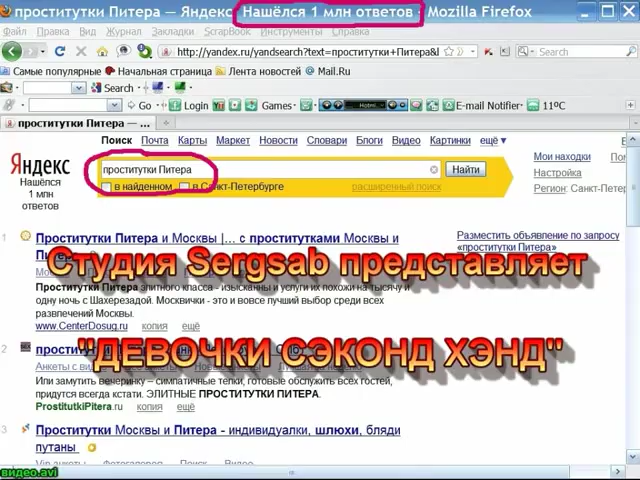 проститутки Питера — Яндекс: Нашёлся 1 млн ответов - Mozilla Firefox
Файл Правка Вид Журнал Закладки ScrapBook Инструменты Справка
http://yandex.ru/yandsearch?text=проститутки+Питера&l
Самые популярные Начальная страница Лента новостей Mail.Ru
Search
Go Login Games E-mail Notifier 11°C
проститутки Питера — ...
Поиск Почта Карты Маркет Новости Словари Блоги Видео Картинки ещё
Яндекс
Нашёлся
1 млн
ответов
проститутки Питера
Найти
в найденном в Санкт-Петербурге расширенный поиск
Мои находки
Настройка
Регион: Санкт-Петер
1 Проститутки Питера и Москвы |... с проститутками Москвы и
Разместить объявление по запросу
«проститутки Питера»
Студия Sergsab представляет
Проститутки Питера элитного класса - изысканны и услуги их похожи на тысячу и
одну ночь с Шахерезадой. Москвички - это и вовсе лучший выбор среди всех
развлечений Москвы.
www.CenterDosug.ru копия ещё
"ДЕВОЧКИ СЭКОНД ХЭНД"
2
Или замутить вечеринку – симпатичные телки, готовые обслужить всех гостей,
придутся всегда кстати. ЭЛИТНЫЕ ПРОСТИТУТКИ ПИТЕРА.
ProstitutkiPitera.ru копия ещё
3 Проститутки Москвы и Питера - индивидуалки, шлюхи, бляди
путаны
видео.avi